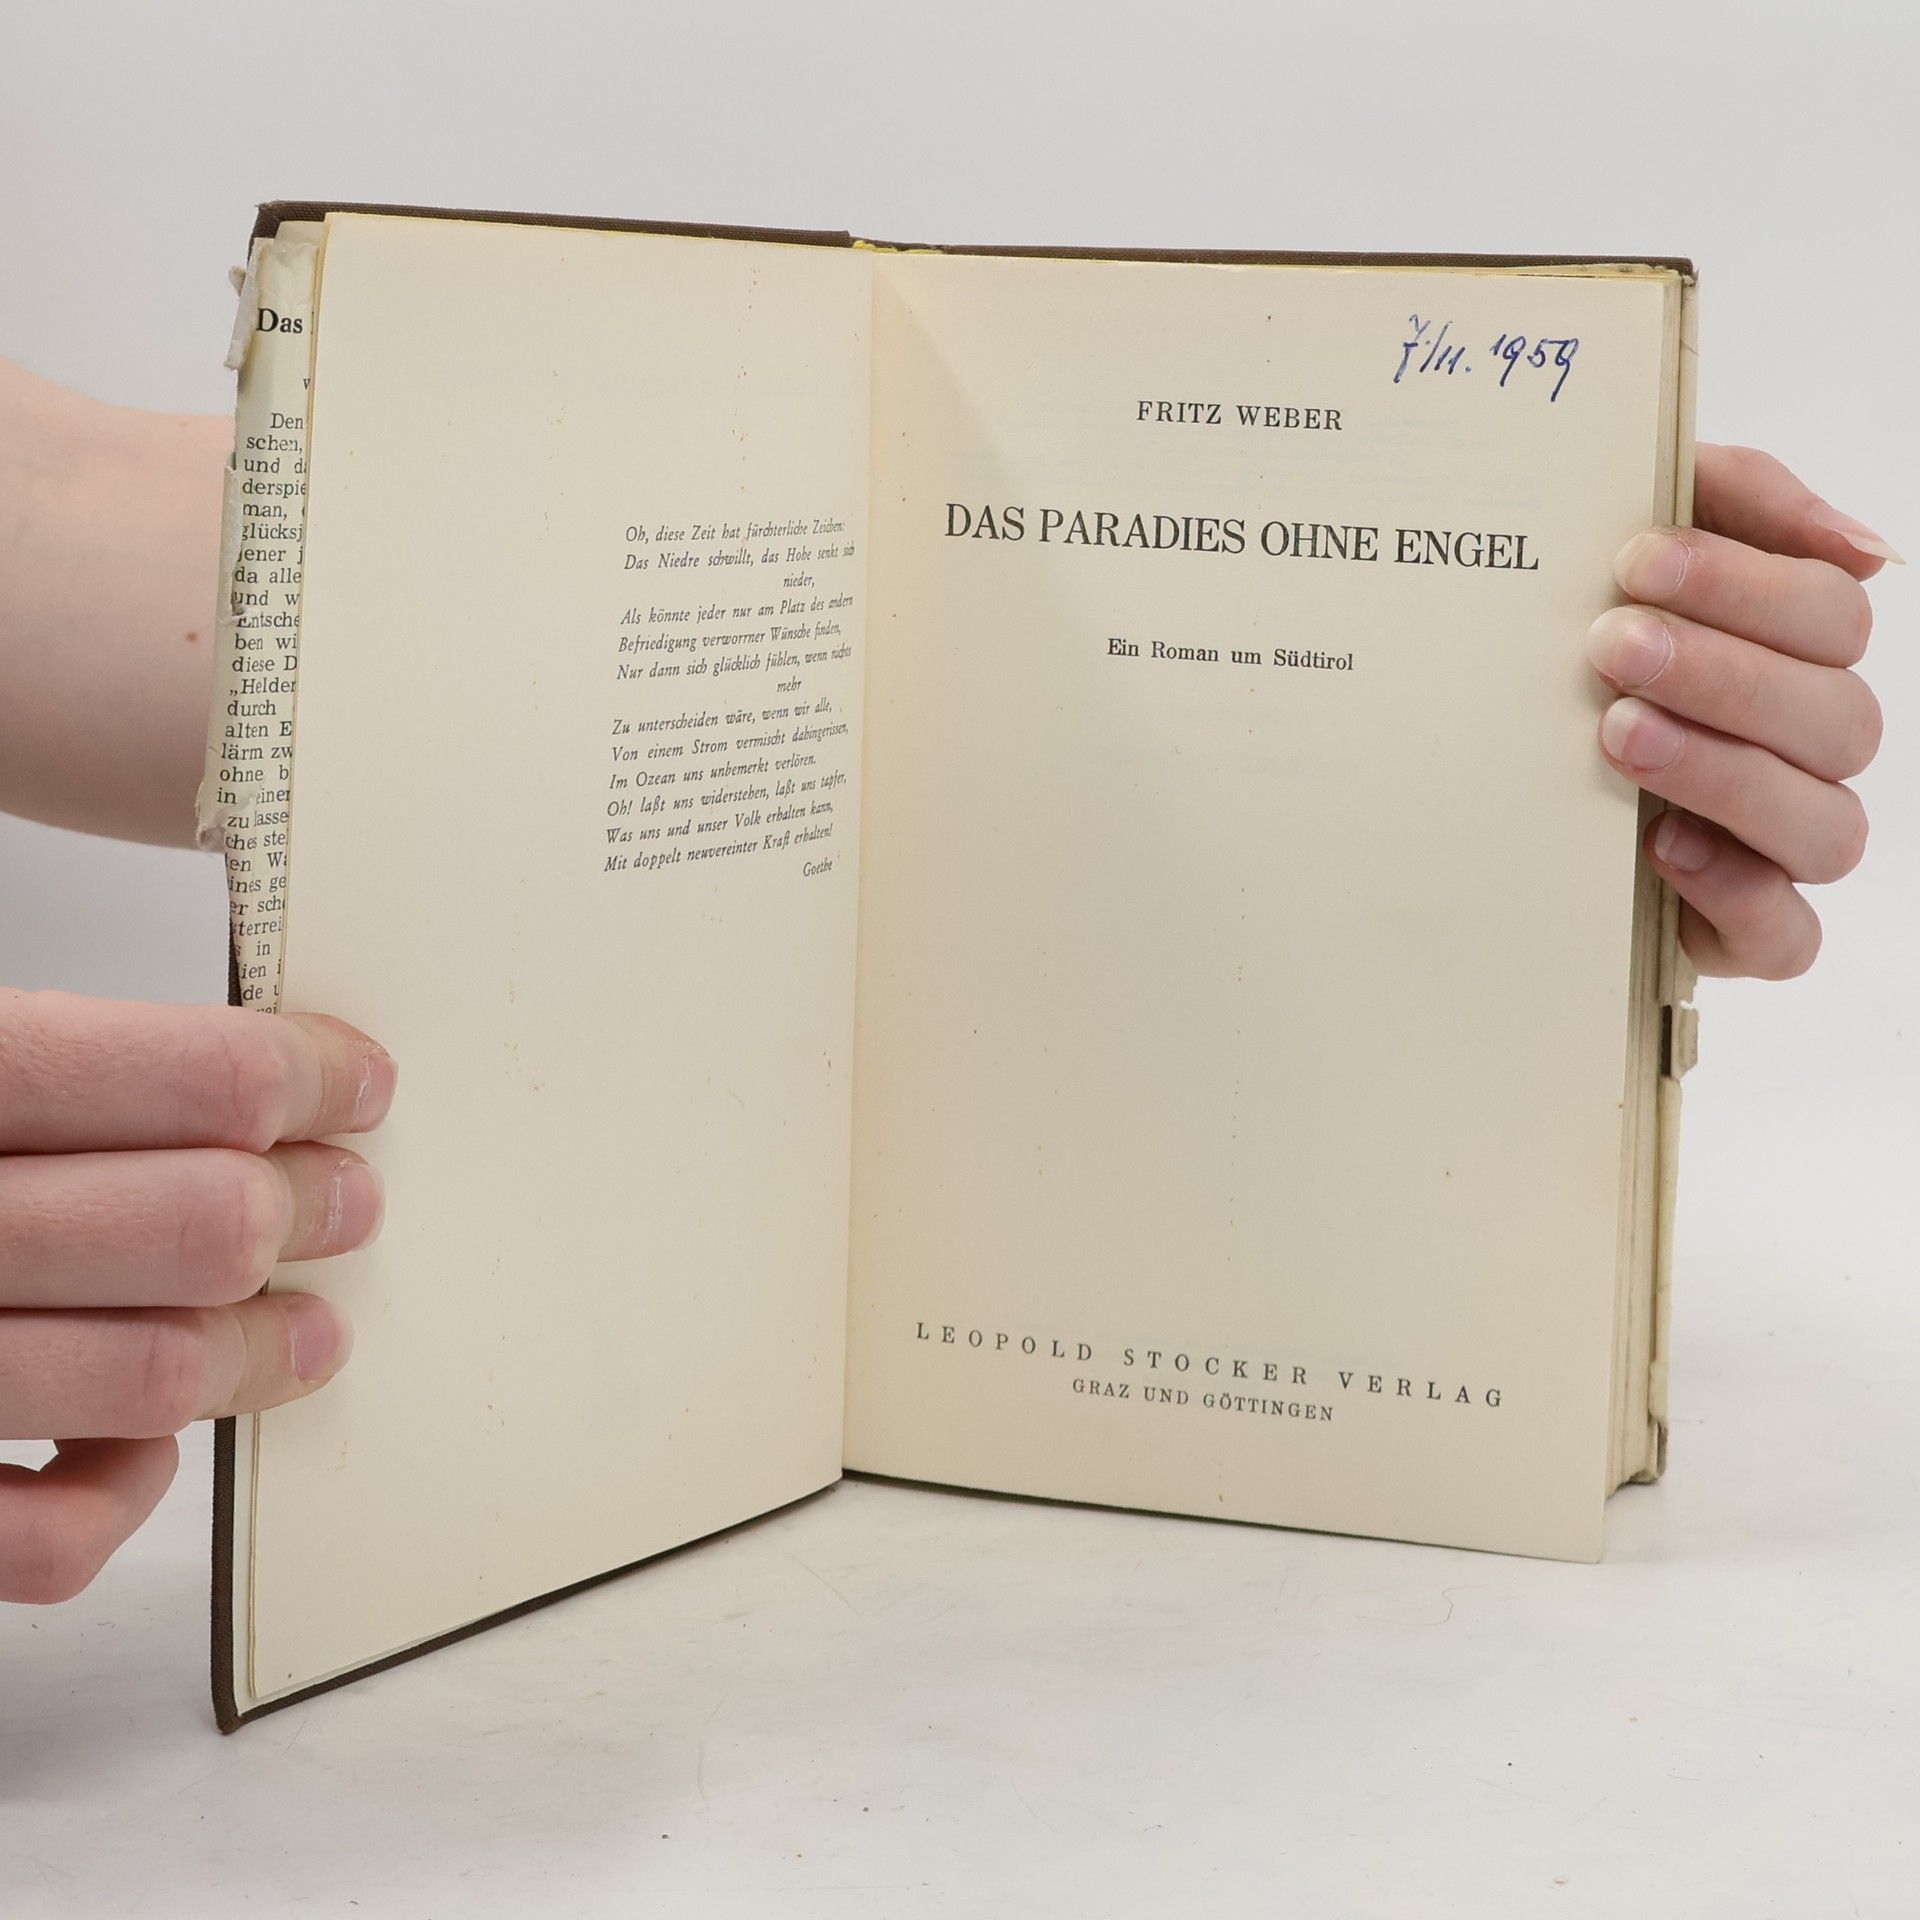 Das
Den
schen,
und
derspie
man,
glücksj
jener j
da alle
und w
Entsche
ben wi
diese D
„Helden
durch
alten E
lärm zw
ohne b
in einer
zu lasse
ches ste
ines ge
er sch
terrei
in
lien i
de u
Oh, diese Zeit hat fürchterliche Zeichen:
Das Niedre schwillt, das Hohe senkt sich
nieder,
Als könnte jeder nur am Platz des andern
Befriedigung verworrner Wünsche finden,
Nur dann sich glücklich fühlen, wenn nichts
mehr
Zu unterscheiden wäre, wenn wir alle,
Von einem Strom vermischt dahingerissen,
Im Ozean uns unbemerkt verlören.
Oh! laßt uns widerstehen, laßt uns tapfer,
Was uns und unser Volk erhalten kann,
Mit doppelt neuvereinter Kraft erhalten!
Goethe
7/11. 1959
FRITZ WEBER
DAS PARADIES OHNE ENGEL
Ein Roman um Südtirol
LEOPOLD STOCKER VERLAG
GRAZ UND GÖTTINGEN